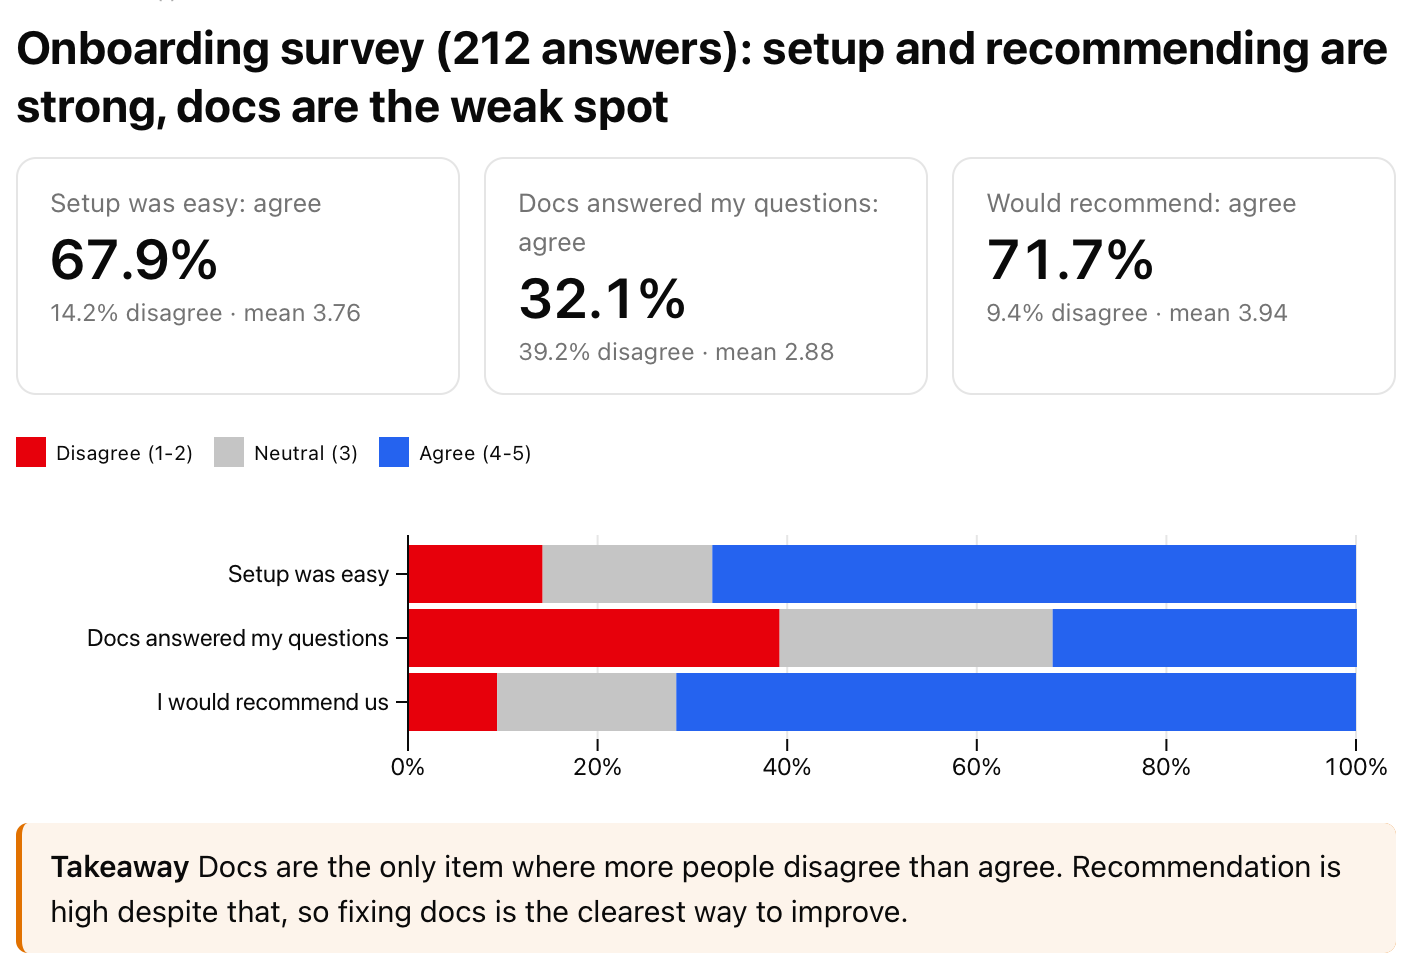 Onboarding survey (212 answers): setup and recommending are
strong, docs are the weak spot
Setup was easy: agree
67.9%
14.2% disagree · mean 3.76
Docs answered my questions:
agree
32.1%
39.2% disagree · mean 2.88
Would recommend: agree
71.7%
9.4% disagree · mean 3.94
Disagree (1-2)
Neutral (3)
Agree (4-5)
Setup was easy
Docs answered my questions
I would recommend us
0%
20%
40%
60%
80%
100%
Takeaway Docs are the only item where more people disagree than agree. Recommendation is
high despite that, so fixing docs is the clearest way to improve.